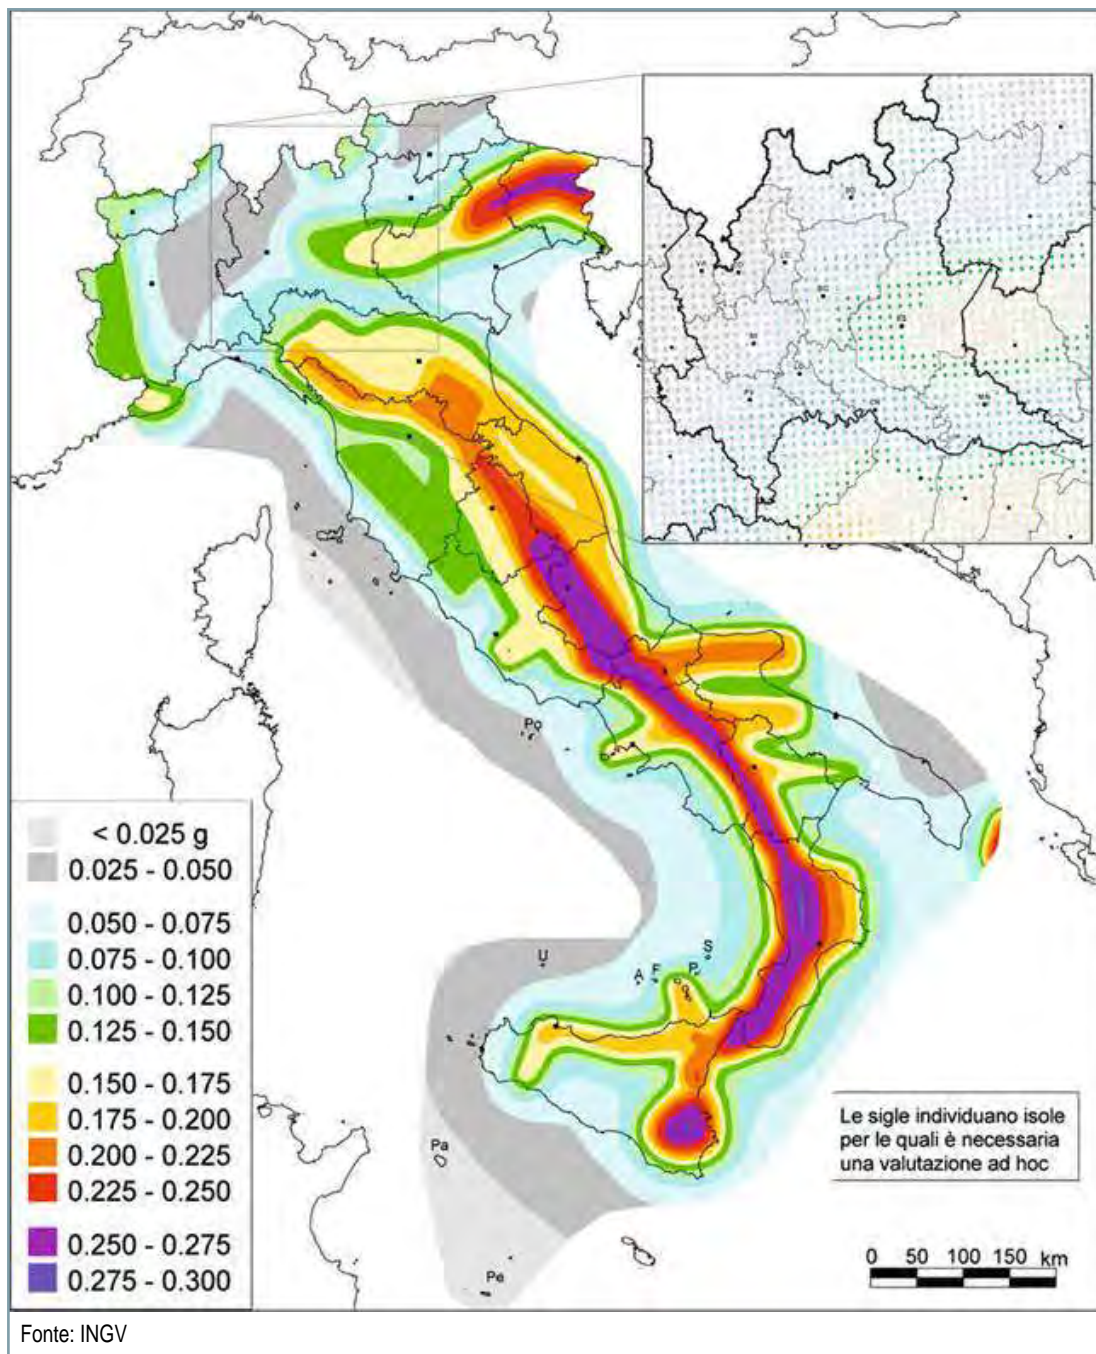 Po
U
S
A
F
P
Pa
Pe
< 0.025 g
0.025 - 0.050
0.050 - 0.075
0.075 - 0.100
0.100 - 0.125
0.125 - 0.150
0.150 - 0.175
0.175 - 0.200
0.200 - 0.225
0.225 - 0.250
0.250 - 0.275
0.275 - 0.300
Le sigle individuano isole
per le quali è necessaria
una valutazione ad hoc
0 50 100 150 km
Fonte: INGV